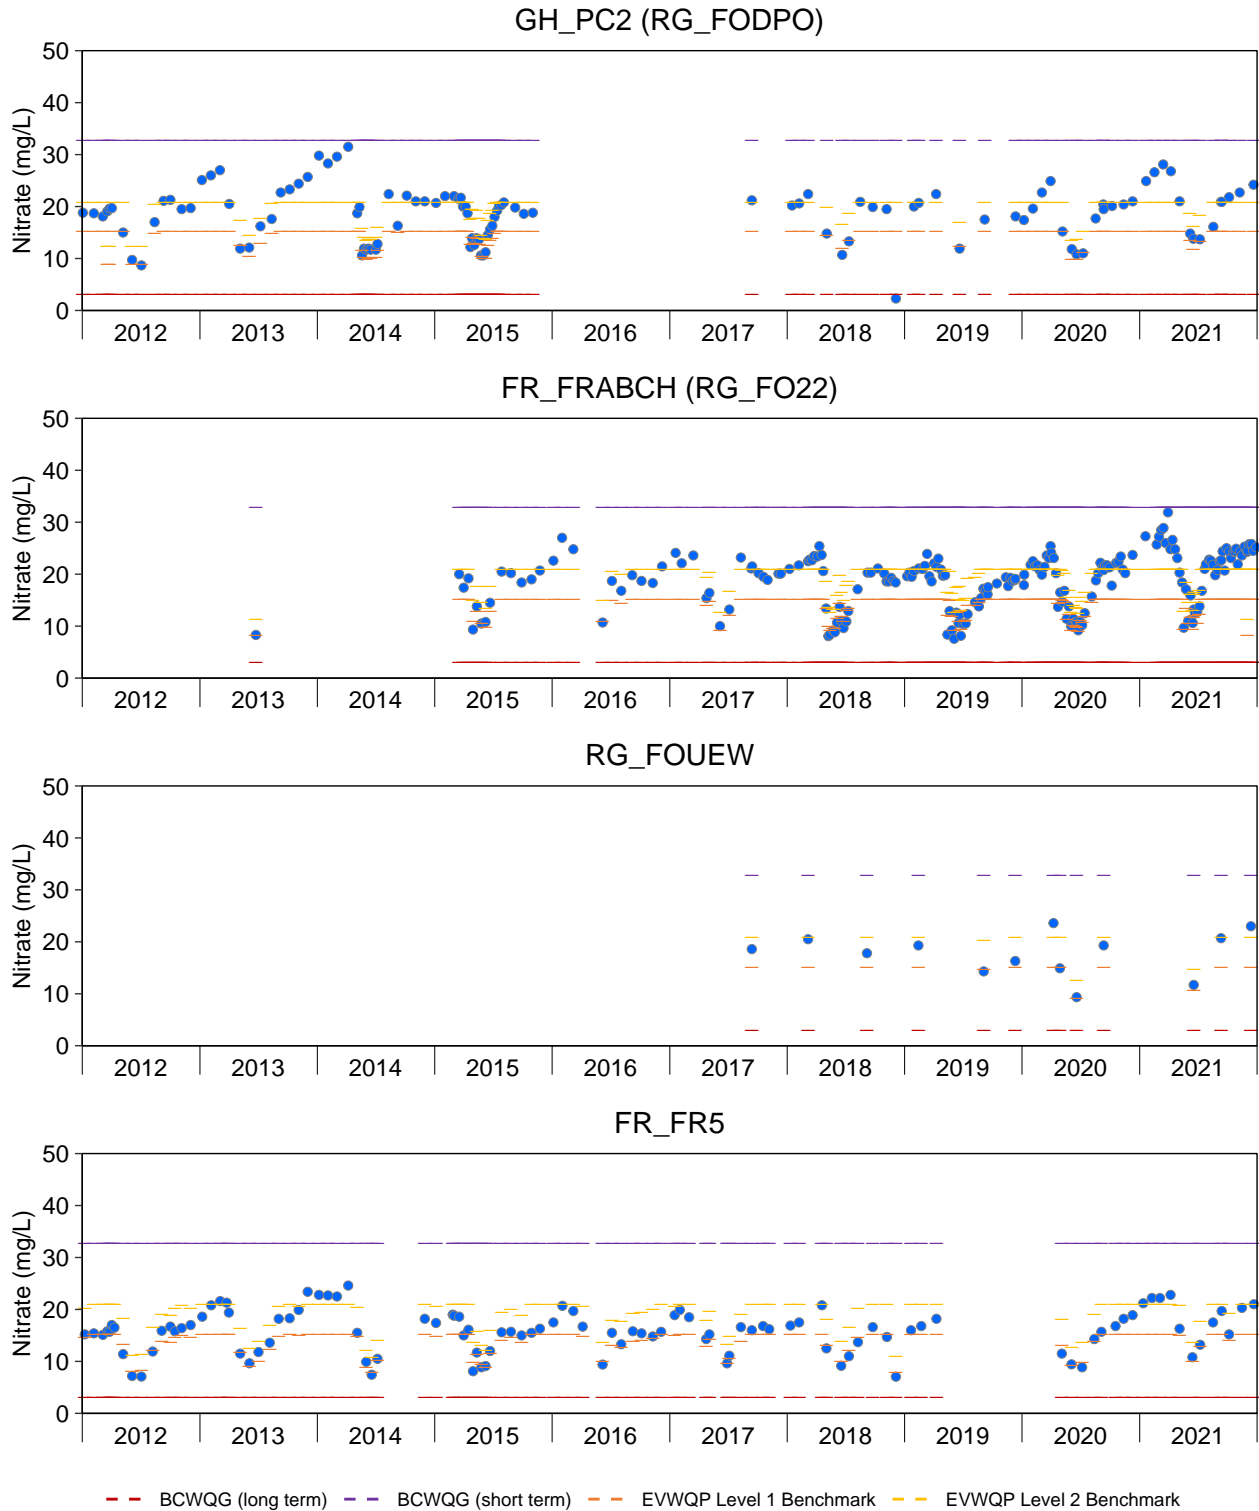 GH_PC2 (RG_FODPO)
Nitrate (mg/L)
50
40
30
20
10
0
2012 2013 2014 2015 2016 2017 2018 2019 2020 2021
FR_FRABCH (RG_FO22)
Nitrate (mg/L)
50
40
30
20
10
0
2012 2013 2014 2015 2016 2017 2018 2019 2020 2021
RG_FOUEW
Nitrate (mg/L)
50
40
30
20
10
0
2012 2013 2014 2015 2016 2017 2018 2019 2020 2021
FR_FR5
Nitrate (mg/L)
50
40
30
20
10
0
2012 2013 2014 2015 2016 2017 2018 2019 2020 2021
BCWQG (long term) BCWQG (short term) EVWQP Level 1 Benchmark EVWQP Level 2 Benchmark